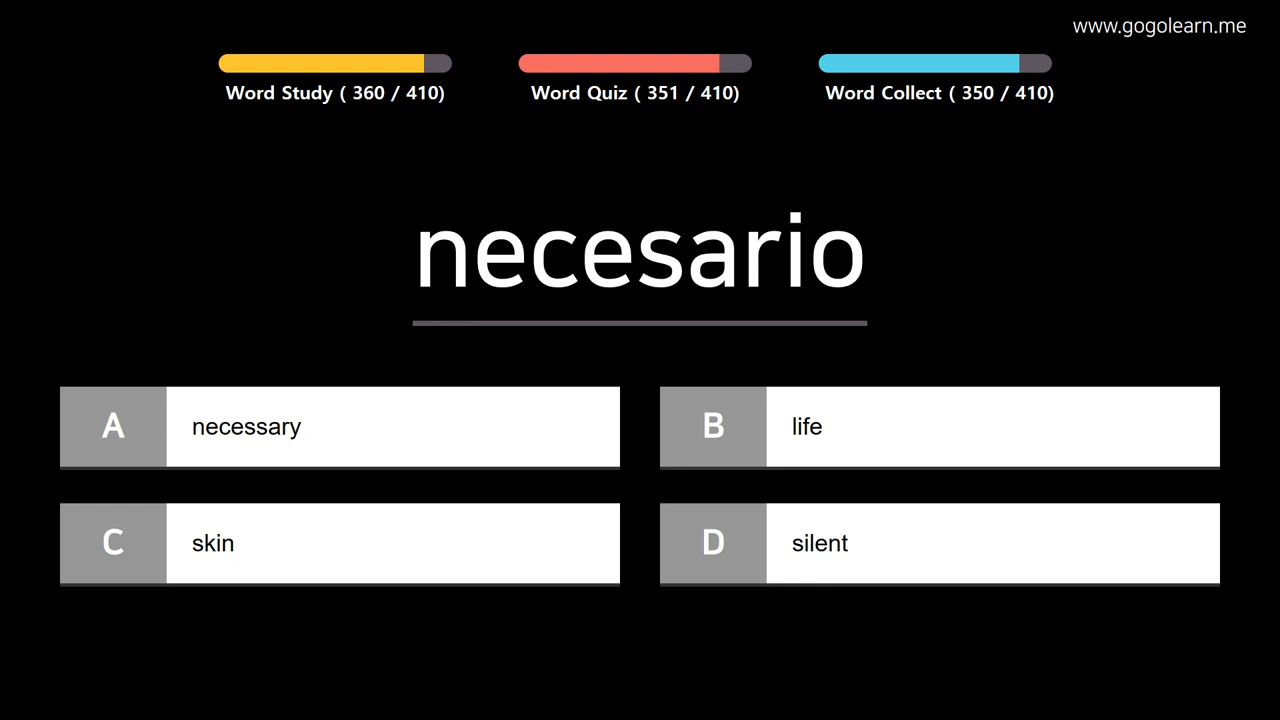 www.gogolearn.me
Word Study ( 360 / 410)
Word Quiz ( 351 / 410)
Word Collect ( 350 / 410)
necesario
A necessary
B life
C skin
D silent